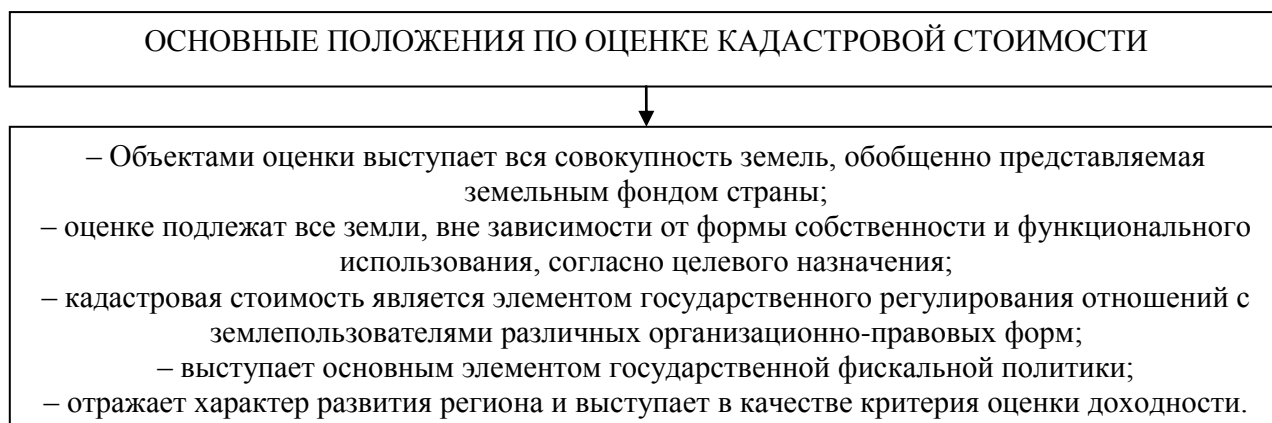 ОСНОВНЫЕ ПОЛОЖЕНИЯ ПО ОЦЕНКЕ КАДАСТРОВОЙ СТОИМОСТИ
– Объектами оценки выступает вся совокупность земель, обобщенно представляемая
земельным фондом страны;
– оценке подлежат все земли, вне зависимости от формы собственности и функционального
использования, согласно целевого назначения;
– кадастровая стоимость является элементом государственного регулирования отношений с
землепользователями различных организационно-правовых форм;
– выступает основным элементом государственной фискальной политики;
– отражает характер развития региона и выступает в качестве критерия оценки доходности.